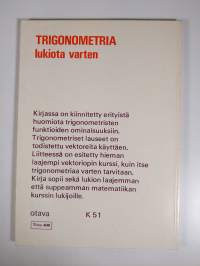 TRIGONOMETRIA
lukiota varten
Kirjassa on kiinnitetty erityistä
huomiota trigonometristen
funktioiden ominaisuuksiin.
Trigonometriset lauseet on
todistettu vektoreita käyttäen.
Liitteessä on esitetty hieman
laajempi vektoriopin kurssi, kuin itse
trigonometriaa varten tarvitaan.
Kirja sopii sekä lukion laajemman
että suppeamman matematiikan
kurssin lukijoille.
otava K 51